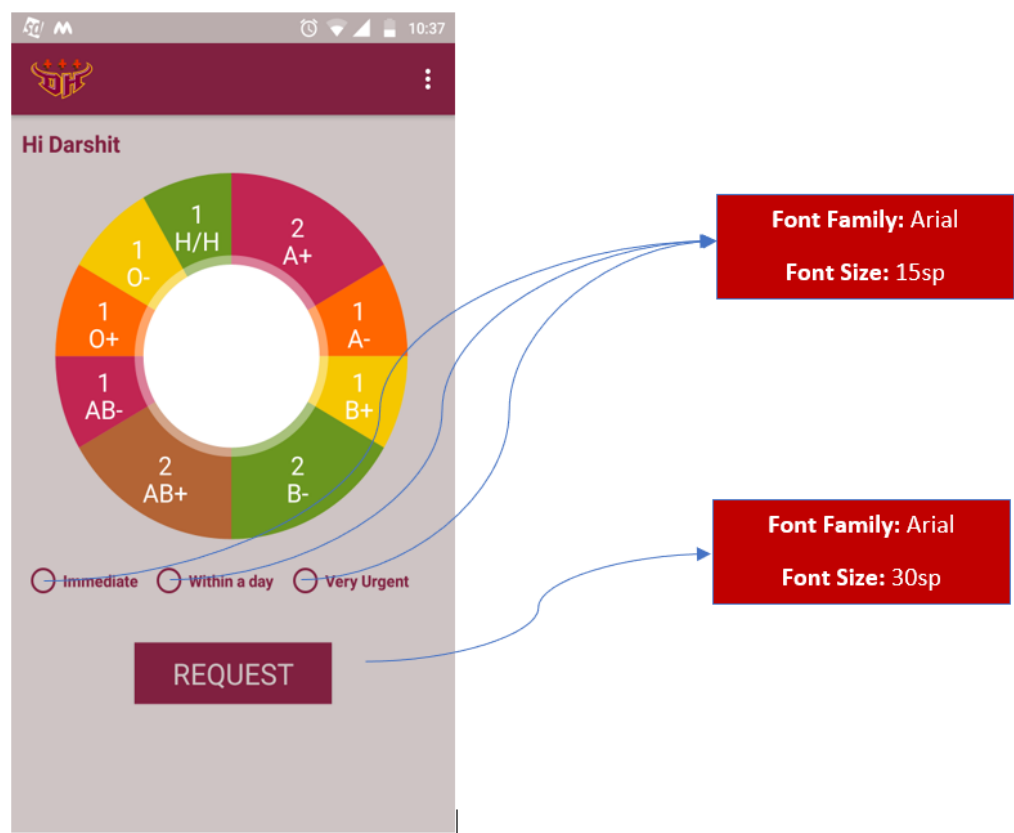 10:37
DH
Hi Darshit
1
H/H
2
A+
1
O-
1
O+
1
A-
1
AB-
1
B+
2
AB+
2
B-
Immediate Within a day Very Urgent
REQUEST
Font Family: Arial
Font Size: 15sp
Font Family: Arial
Font Size: 30sp